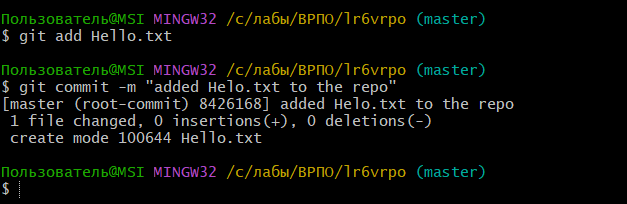 Пользователь@MSI MINGW32 /c/лабы/ВРПО/lr6vrpo (master)
$ git add Hello.txt
Пользователь@MSI MINGW32 /c/лабы/ВРПО/lr6vrpo (master)
$ git commit -m "added Helo.txt to the repo"
[master (root-commit) 8426168] added Helo.txt to the repo
 1 file changed, 0 insertions(+), 0 deletions(-)
 create mode 100644 Hello.txt
Пользователь@MSI MINGW32 /c/лабы/ВРПО/lr6vrpo (master)
$